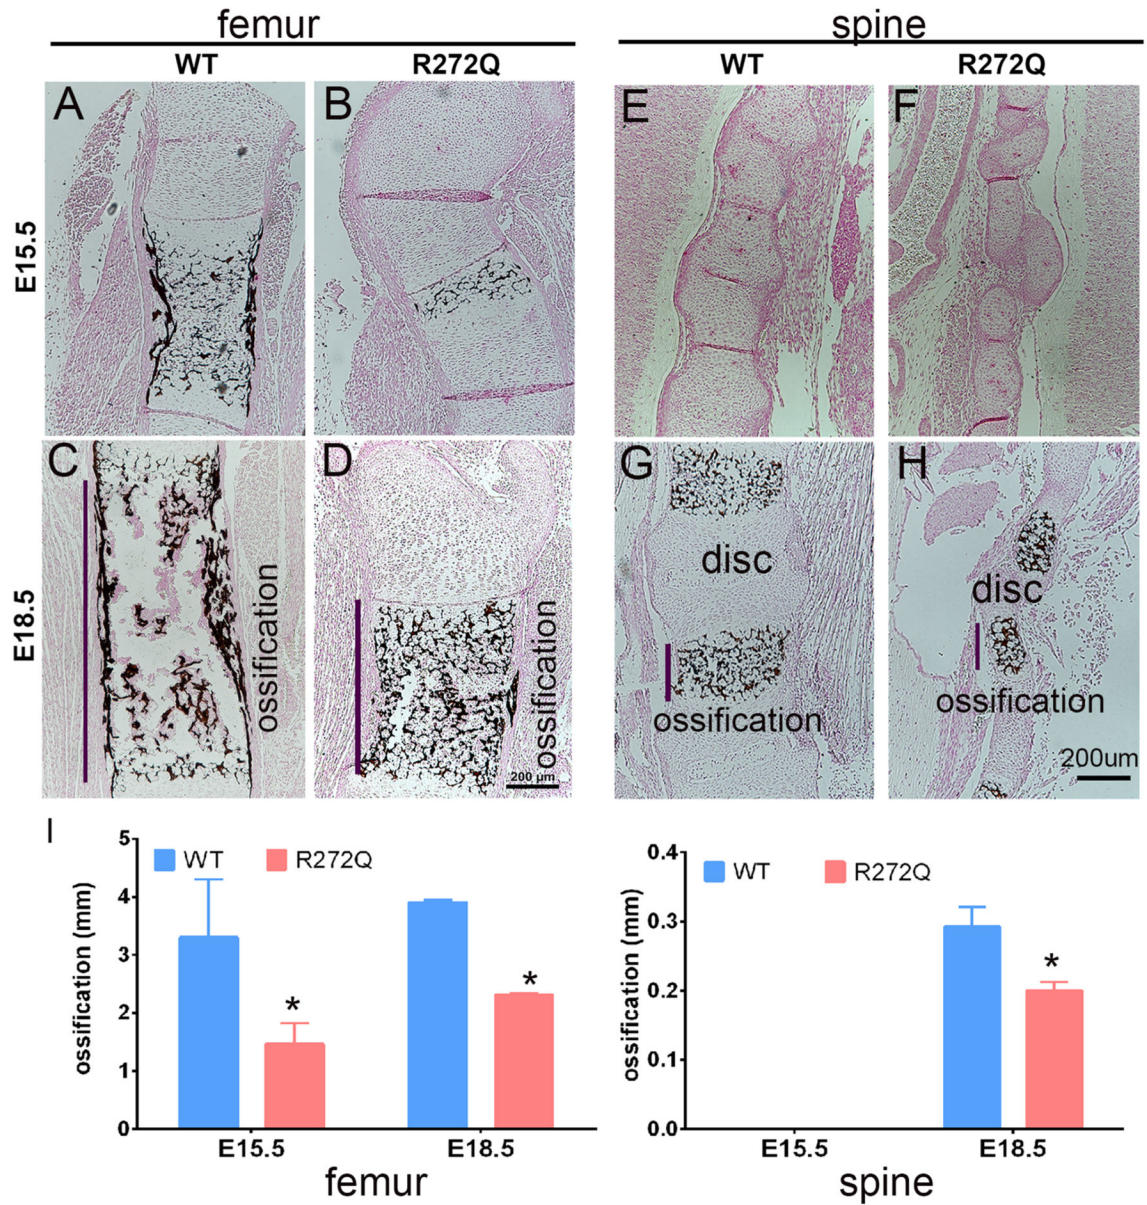 femur spine
WT R272Q WT R272Q
A B E F
E15.5
C D G H
E18.5
ossification
ossification
disc
disc
ossification
ossification
200 µm
200um
I
5
4
3
2
1
0
ossification (mm)
WT R272Q
* *
E15.5 E18.5
femur
0.4
0.3
0.2
0.1
0.0
ossification (mm)
WT R272Q
*
E15.5 E18.5
spine